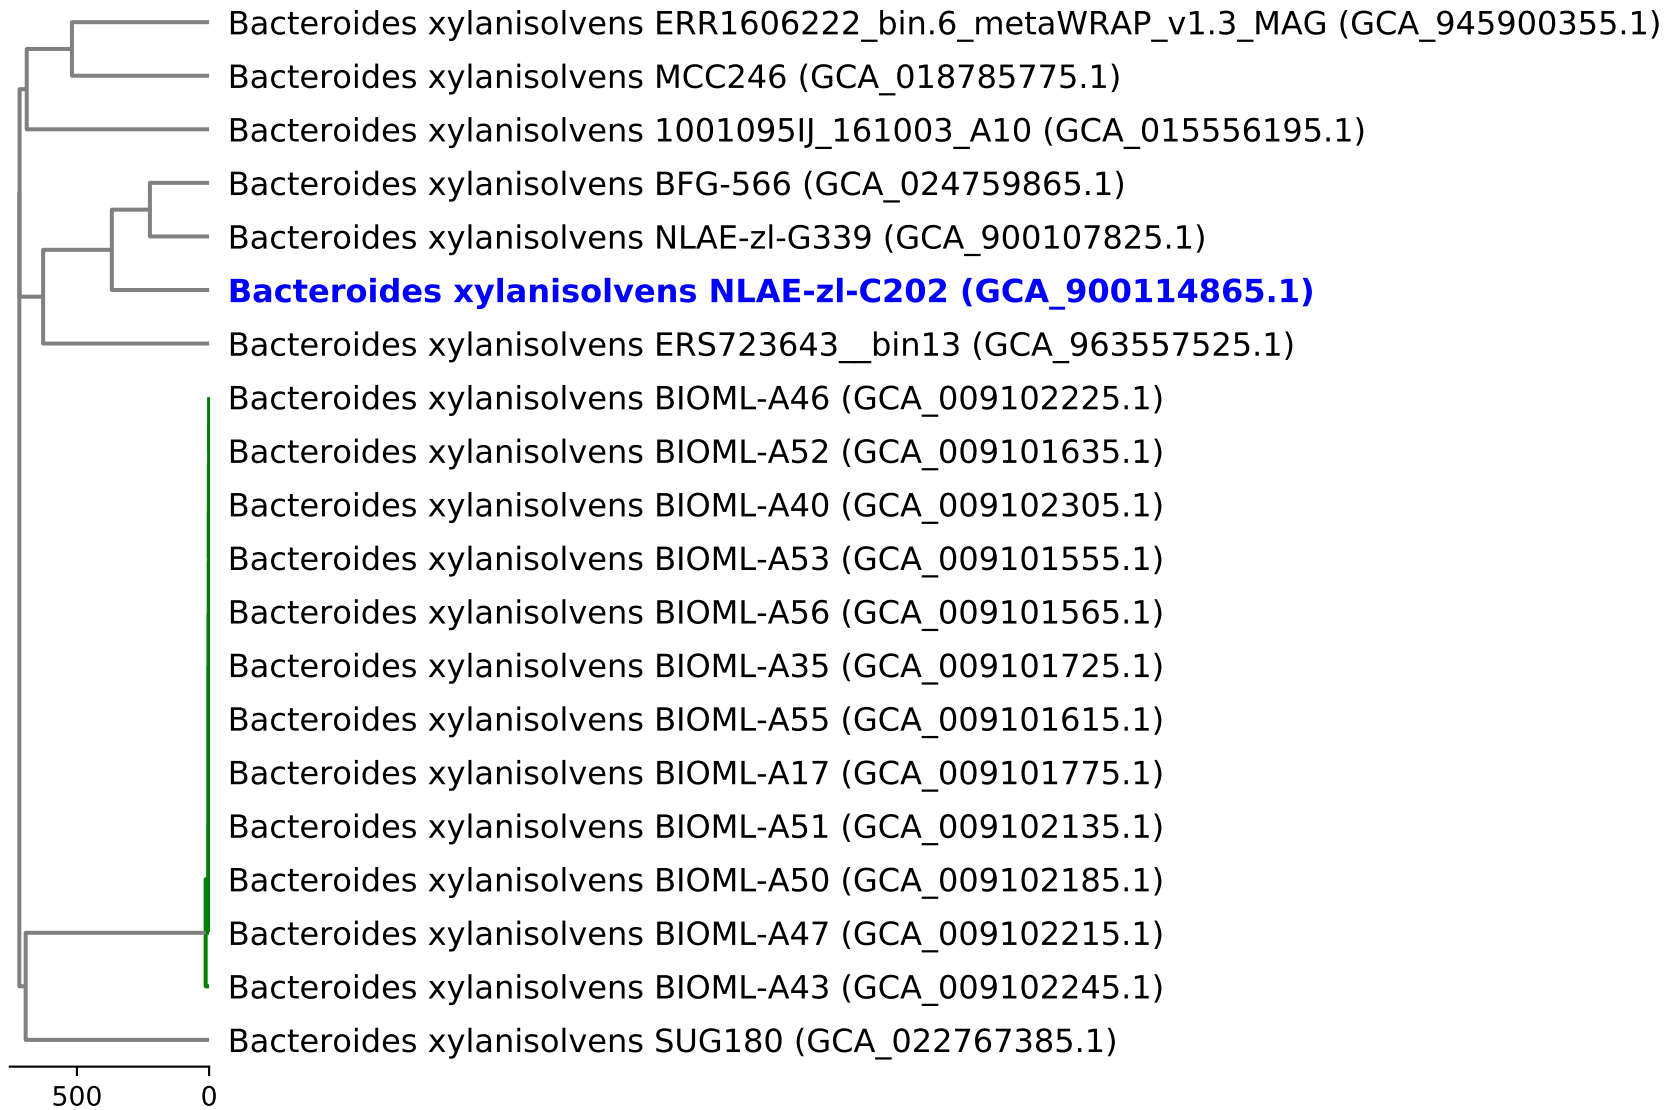 Bacteroides xylanisolvens ERR1606222_bin.6_metaWRAP_v1.3_MAG (GCA_945900355.1)
Bacteroides xylanisolvens MCC246 (GCA_018785775.1)
Bacteroides xylanisolvens 1001095IJ_161003_A10 (GCA_015556195.1)
Bacteroides xylanisolvens BFG-566 (GCA_024759865.1)
Bacteroides xylanisolvens NLAE-zl-G339 (GCA_900107825.1)
Bacteroides xylanisolvens NLAE-zl-C202 (GCA_900114865.1)
Bacteroides xylanisolvens ERS723643__bin13 (GCA_963557525.1)
Bacteroides xylanisolvens BIOML-A46 (GCA_009102225.1)
Bacteroides xylanisolvens BIOML-A52 (GCA_009101635.1)
Bacteroides xylanisolvens BIOML-A40 (GCA_009102305.1)
Bacteroides xylanisolvens BIOML-A53 (GCA_009101555.1)
Bacteroides xylanisolvens BIOML-A56 (GCA_009101565.1)
Bacteroides xylanisolvens BIOML-A35 (GCA_009101725.1)
Bacteroides xylanisolvens BIOML-A55 (GCA_009101615.1)
Bacteroides xylanisolvens BIOML-A17 (GCA_009101775.1)
Bacteroides xylanisolvens BIOML-A51 (GCA_009102135.1)
Bacteroides xylanisolvens BIOML-A50 (GCA_009102185.1)
Bacteroides xylanisolvens BIOML-A47 (GCA_009102215.1)
Bacteroides xylanisolvens BIOML-A43 (GCA_009102245.1)
Bacteroides xylanisolvens SUG180 (GCA_022767385.1)
500 0